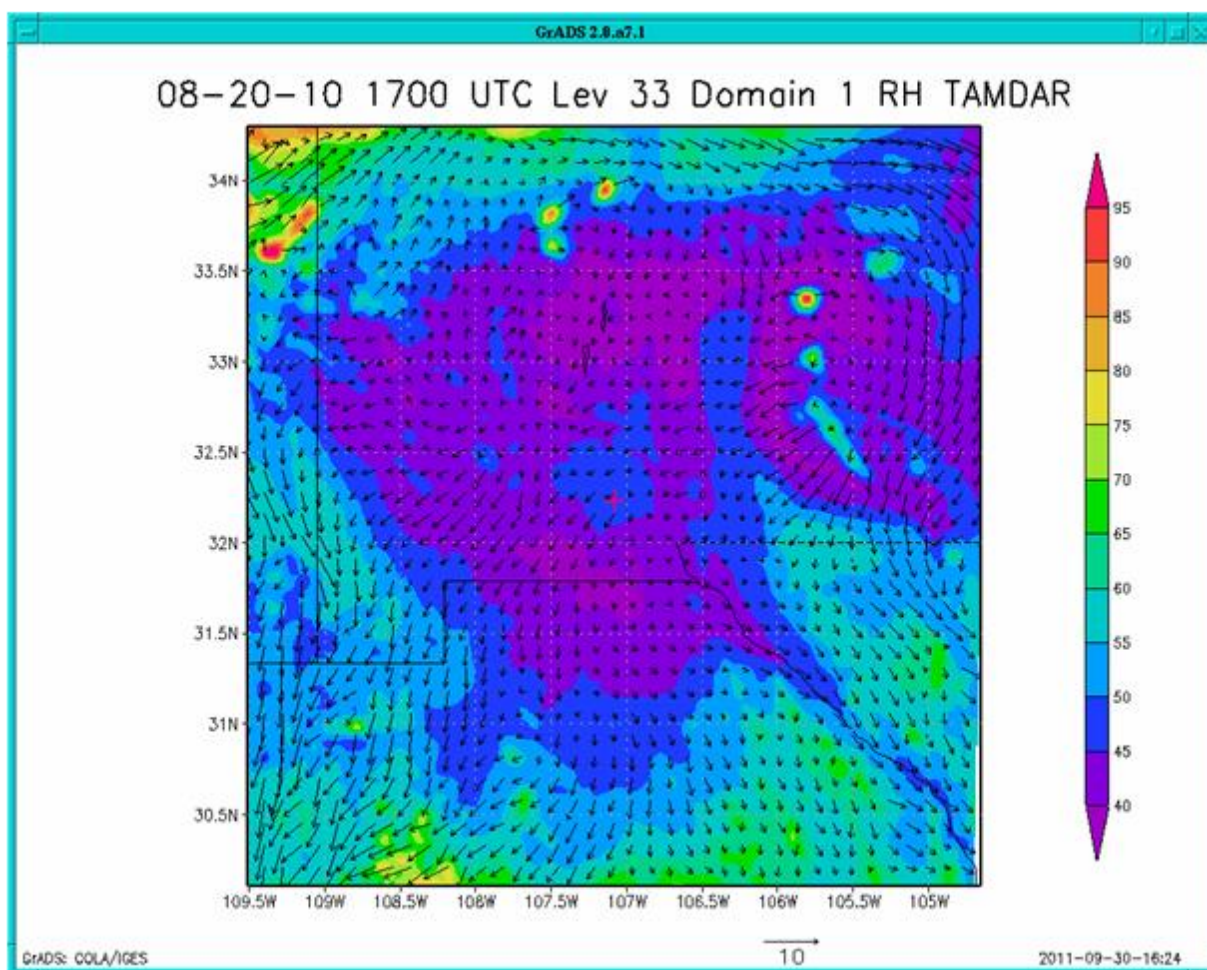 GrADS 2.0.a7.1
08-20-10 1700 UTC Lev 33 Domain 1 RH TAMDAR
34N
33.5N
33N
32.5N
32N
31.5N
31N
30.5N
109.5W 109W 108.5W 108W 107.5W 107W 106.5W 106W 105.5W 105W
95
90
85
80
75
70
65
60
55
50
45
40
10
GrADS: COLA/IGES 2011-09-30-16:24